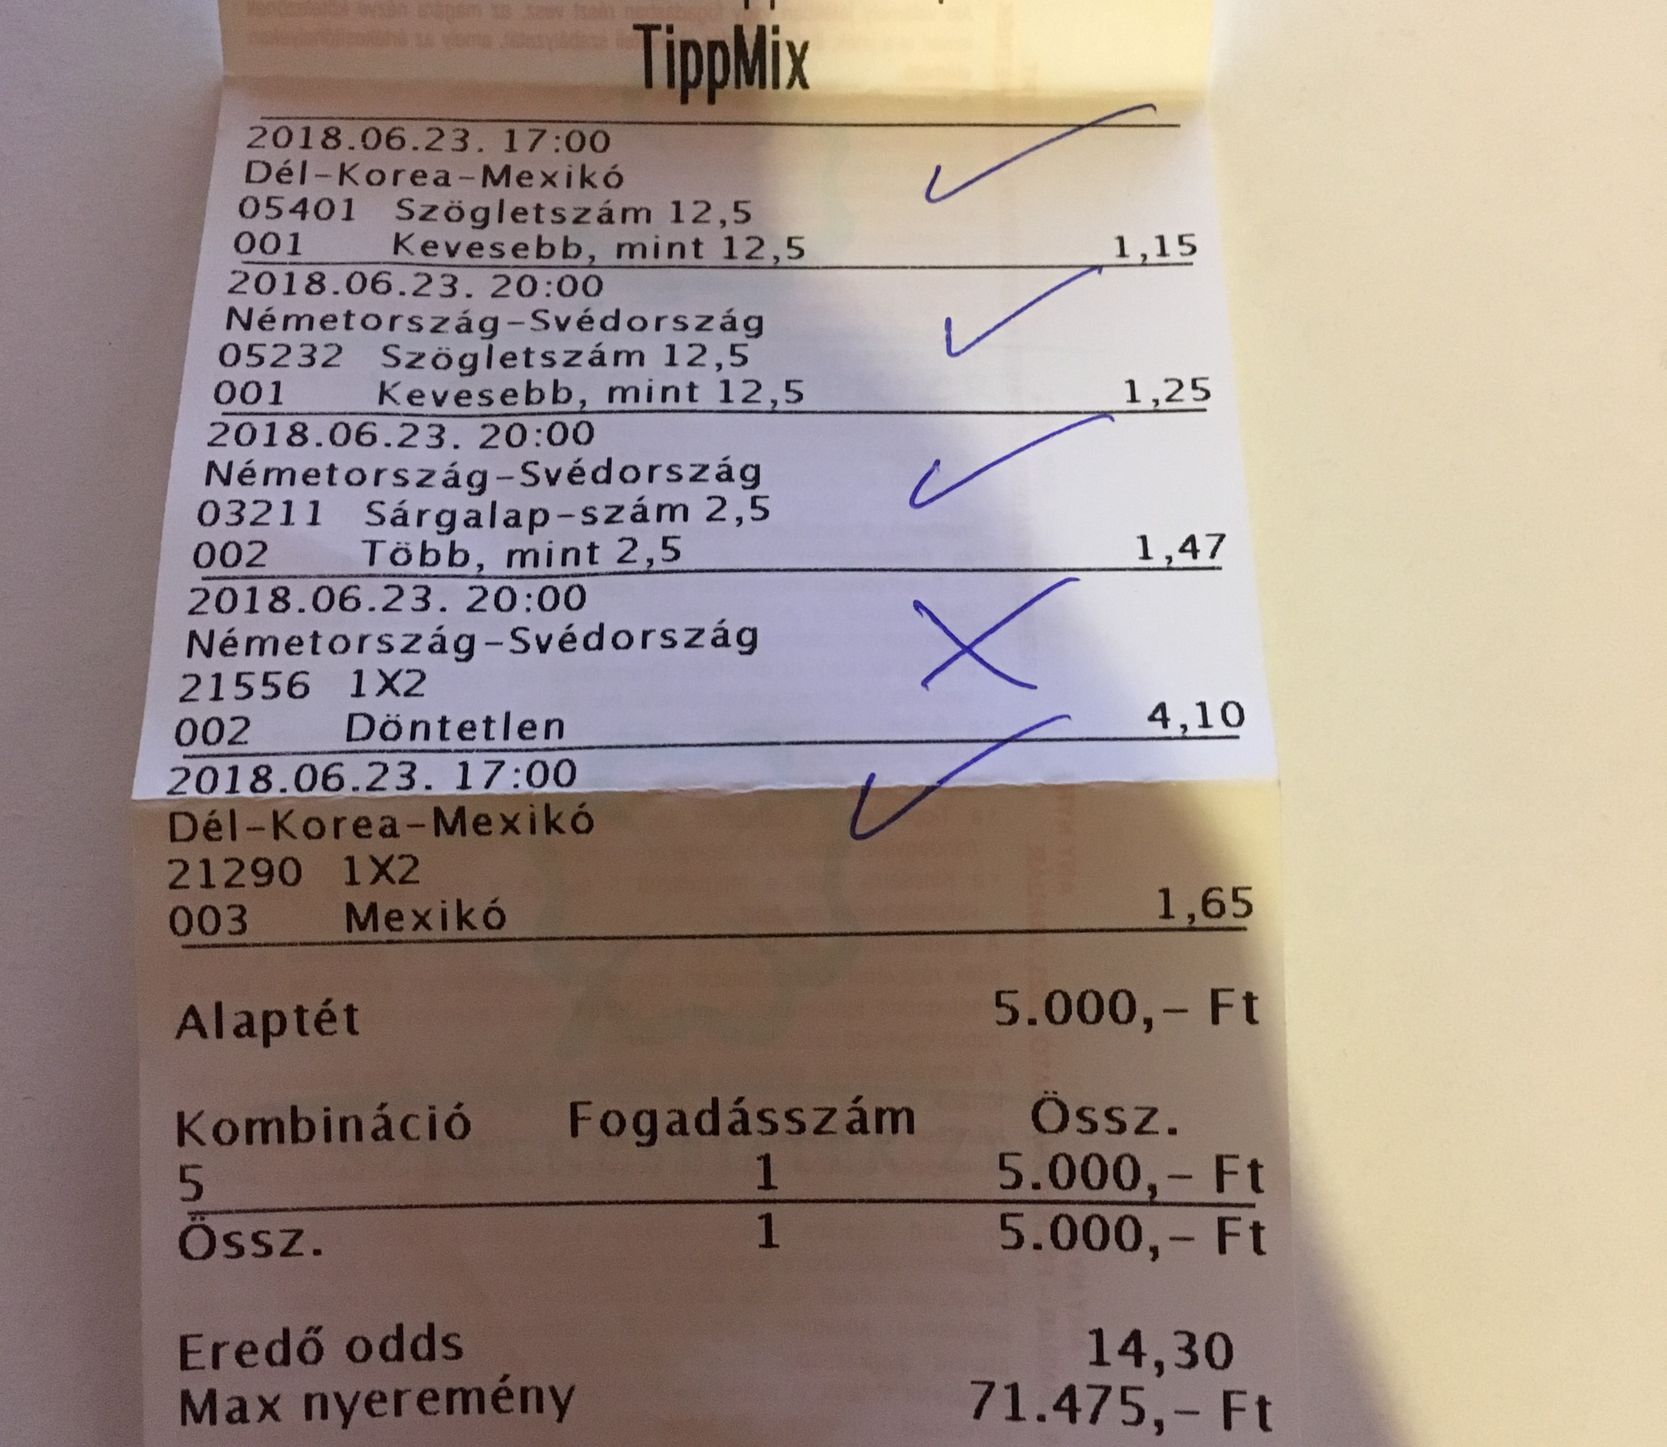 TippMix
2018.06.23. 17:00
Dél-Korea-Mexikó
05401 Szögletszám 12,5
001 Kevesebb, mint 12,5 1,15
2018.06.23. 20:00
Németország-Svédország
05232 Szögletszám 12,5
001 Kevesebb, mint 12,5 1,25
2018.06.23. 20:00
Németország-Svédország
03211 Sárgalap-szám 2,5
002 Több, mint 2,5 1,47
2018.06.23. 20:00
Németország-Svédország
21556 1X2
002 Döntetlen 4,10
2018.06.23. 17:00
Dél-Korea-Mexikó
21290 1X2
003 Mexikó 1,65
Alaptét 5.000,- Ft
Kombináció Fogadásszám Össz.
5 1 5.000,- Ft
Össz. 1 5.000,- Ft
Eredő odds 14,30
Max nyeremény 71.475,- Ft